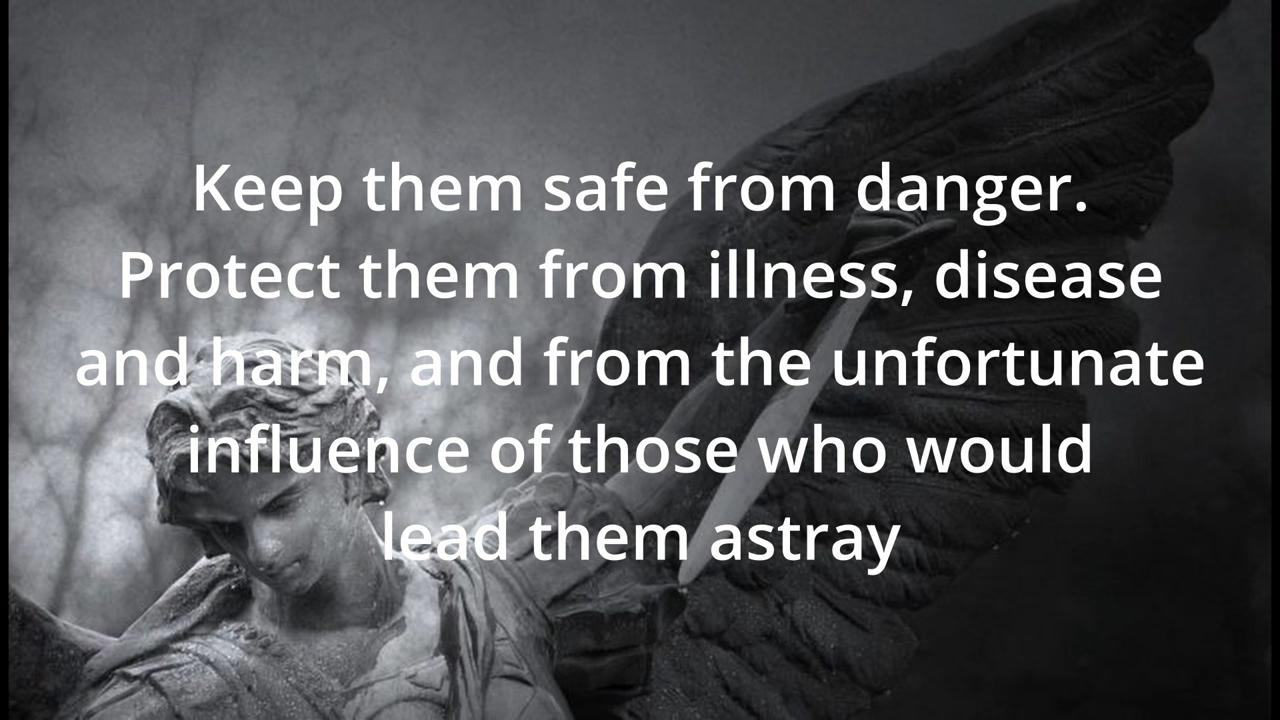 Keep them safe from danger.
Protect them from illness, disease
and harm, and from the unfortunate
influence of those who would
lead them astray